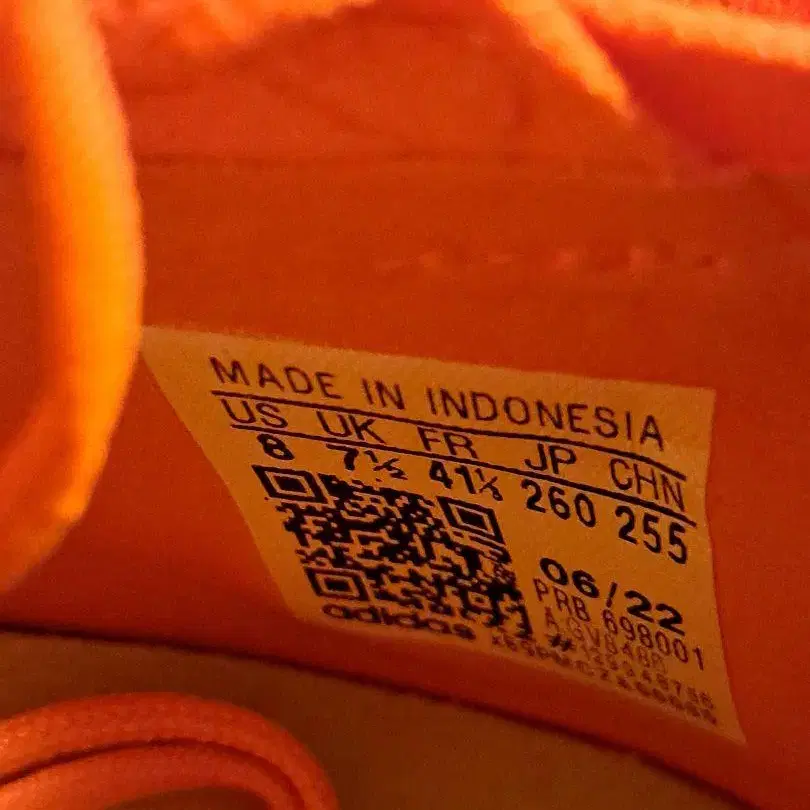 MADE IN INDONESIA
US UK FR JP CHN
8 7½ 41⅓ 260 255
06/22
PRB 698001
adidas